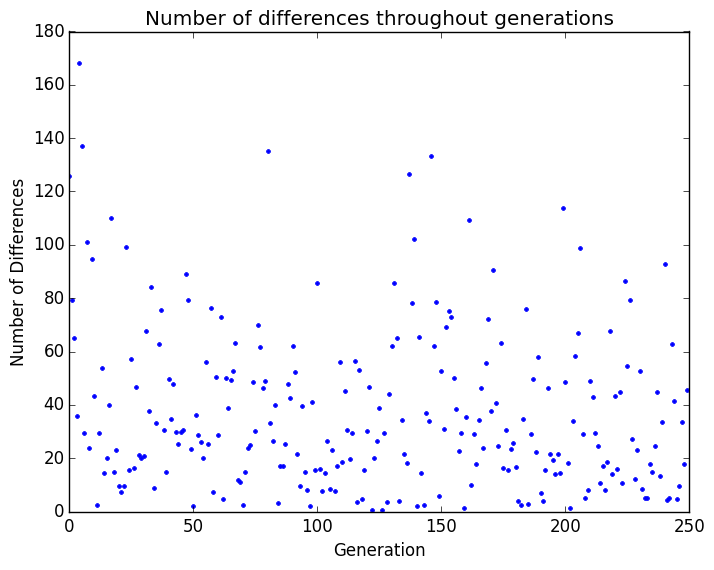 Number of differences throughout generations
180
160
140
120
100
80
60
40
20
0
Number of Differences
0 50 100 150 200 250
Generation